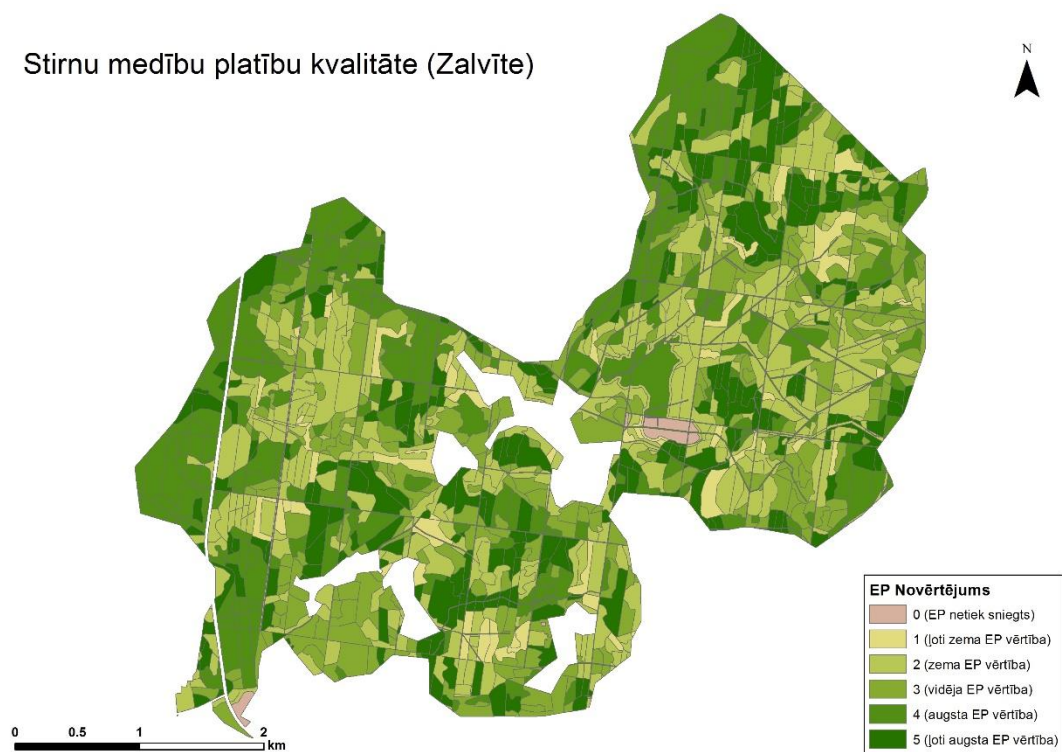 Stirnu medību platību kvalitāte (Zalvīte)
N
EP Novērtējums
0 (EP netiek sniegts)
1 (ļoti zema EP vērtība)
2 (zema EP vērtība)
3 (vidēja EP vērtība)
4 (augsta EP vērtība)
5 (ļoti augsta EP vērtība)
0 0.5 1 2
km